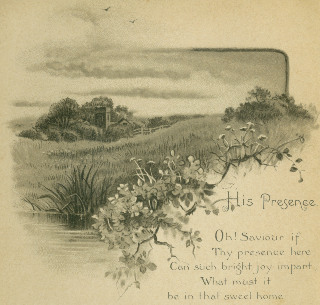 His Presence
Oh! Saviour if
Thy presence here
Can such bright joy impart
What must it
be in that sweet home